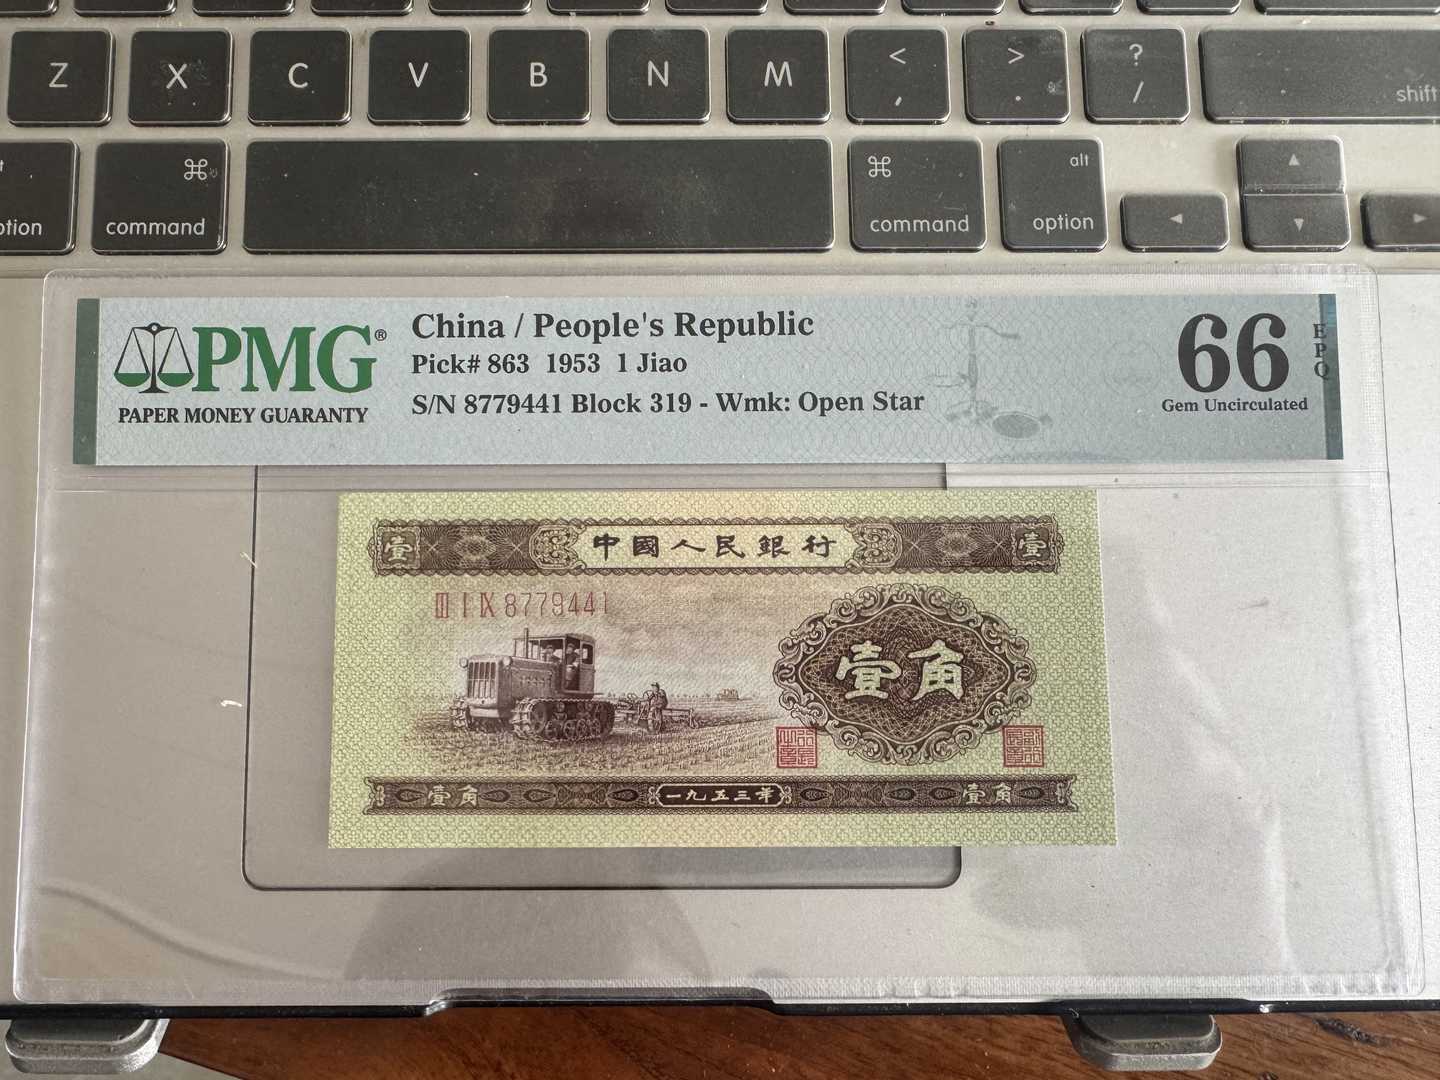 Z X C V B N M < , > . ? / shift
option command command alt option
PMG®
PAPER MONEY GUARANTY
China / People's Republic
Pick# 863 1953 1 Jiao
S/N 8779441 Block 319 - Wmk: Open Star
66
EPQ
Gem Uncirculated
壹 中國人民銀行 壹
III I IX 8779441
壹角
壹角 一九五三年 壹角